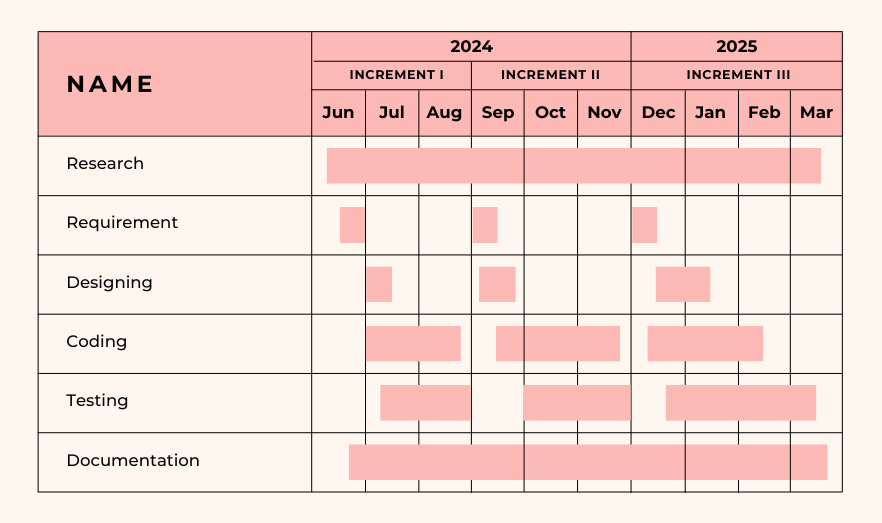 NAME
2024 2025
INCREMENT I INCREMENT II INCREMENT III
Jun Jul Aug Sep Oct Nov Dec Jan Feb Mar
Research
Requirement
Designing
Coding
Testing
Documentation